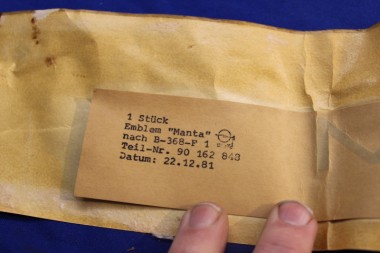 1 Stück
Emblem "Manta"
nach B-368-F 1
Teil-Nr. 90 162 843
Datum: 22.12.81